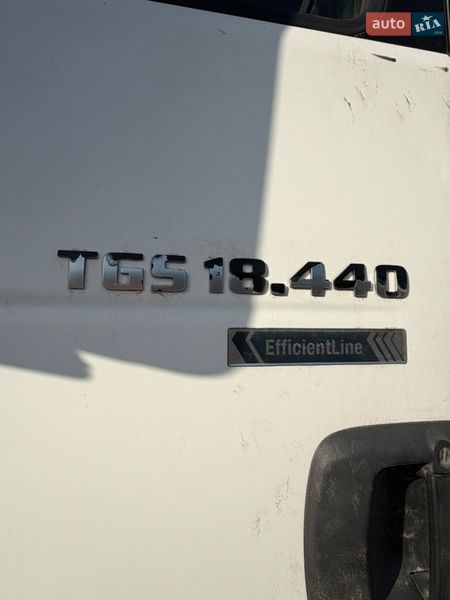 auto RIA
TGS 18.440
EfficientLine